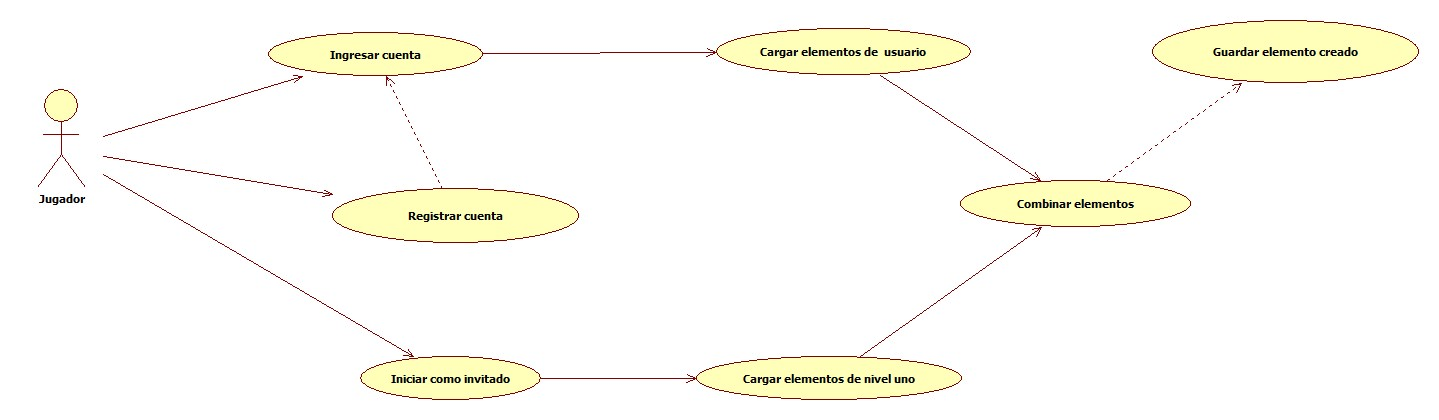 Ingresar cuenta
Cargar elementos de usuario
Guardar elemento creado
Jugador
Registrar cuenta
Combinar elementos
Iniciar como invitado
Cargar elementos de nivel uno